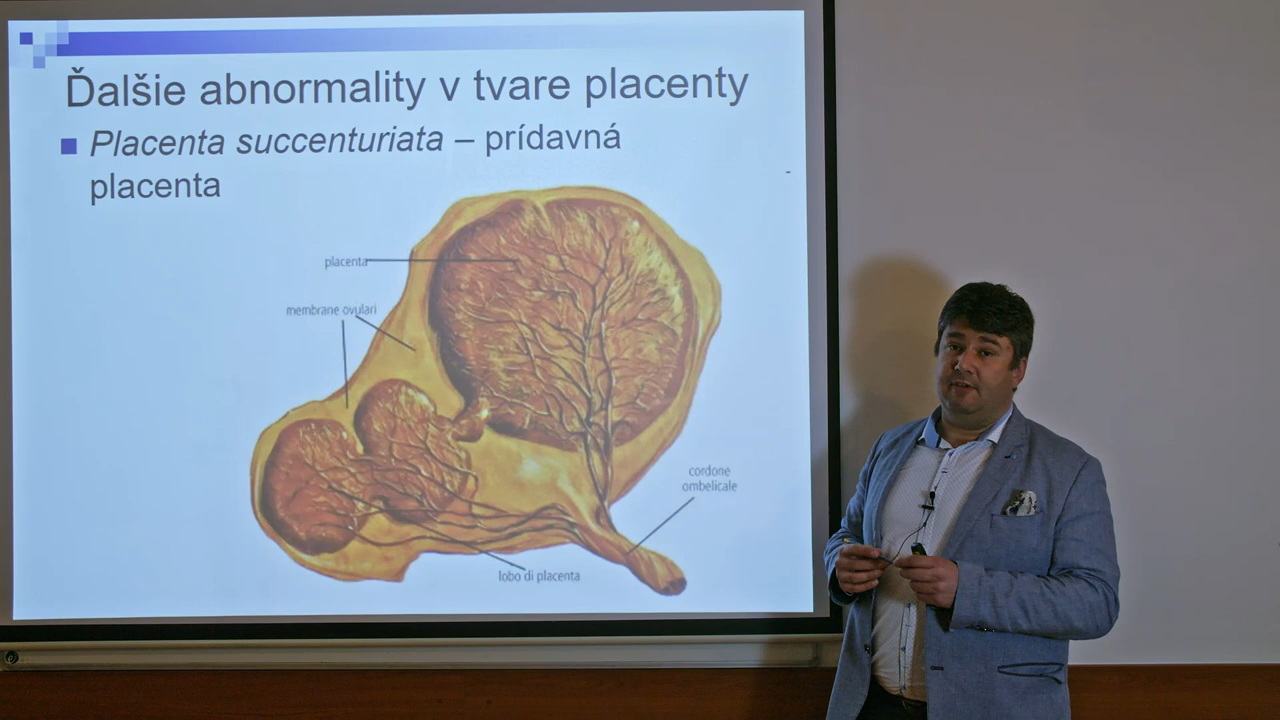 Ďalšie abnormality v tvare placenty
Placenta succenturiata – prídavná
placenta
placenta
membrane ovulari
cordone
ombelicale
lobo di placenta